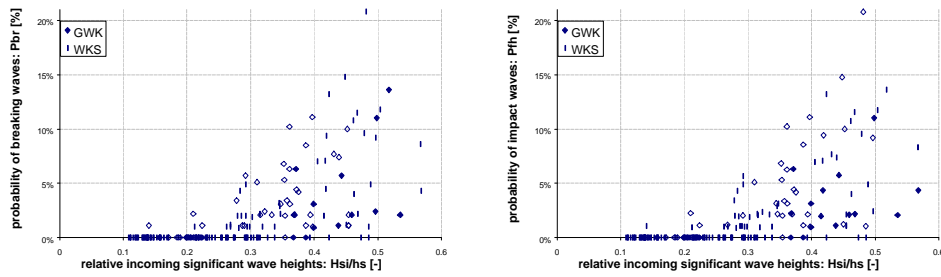 probability of breaking waves: Pbr [%]
20%
15%
10%
5%
0%
GWK
WKS
0 0.1 0.2 0.3 0.4 0.5 0.6
relative incoming significant wave heights: Hsi/hs [-]
probability of impact waves: Pfh [%]
20%
15%
10%
5%
0%
GWK
WKS
0 0.1 0.2 0.3 0.4 0.5 0.6
relative incoming significant wave heights: Hsi/hs [-]